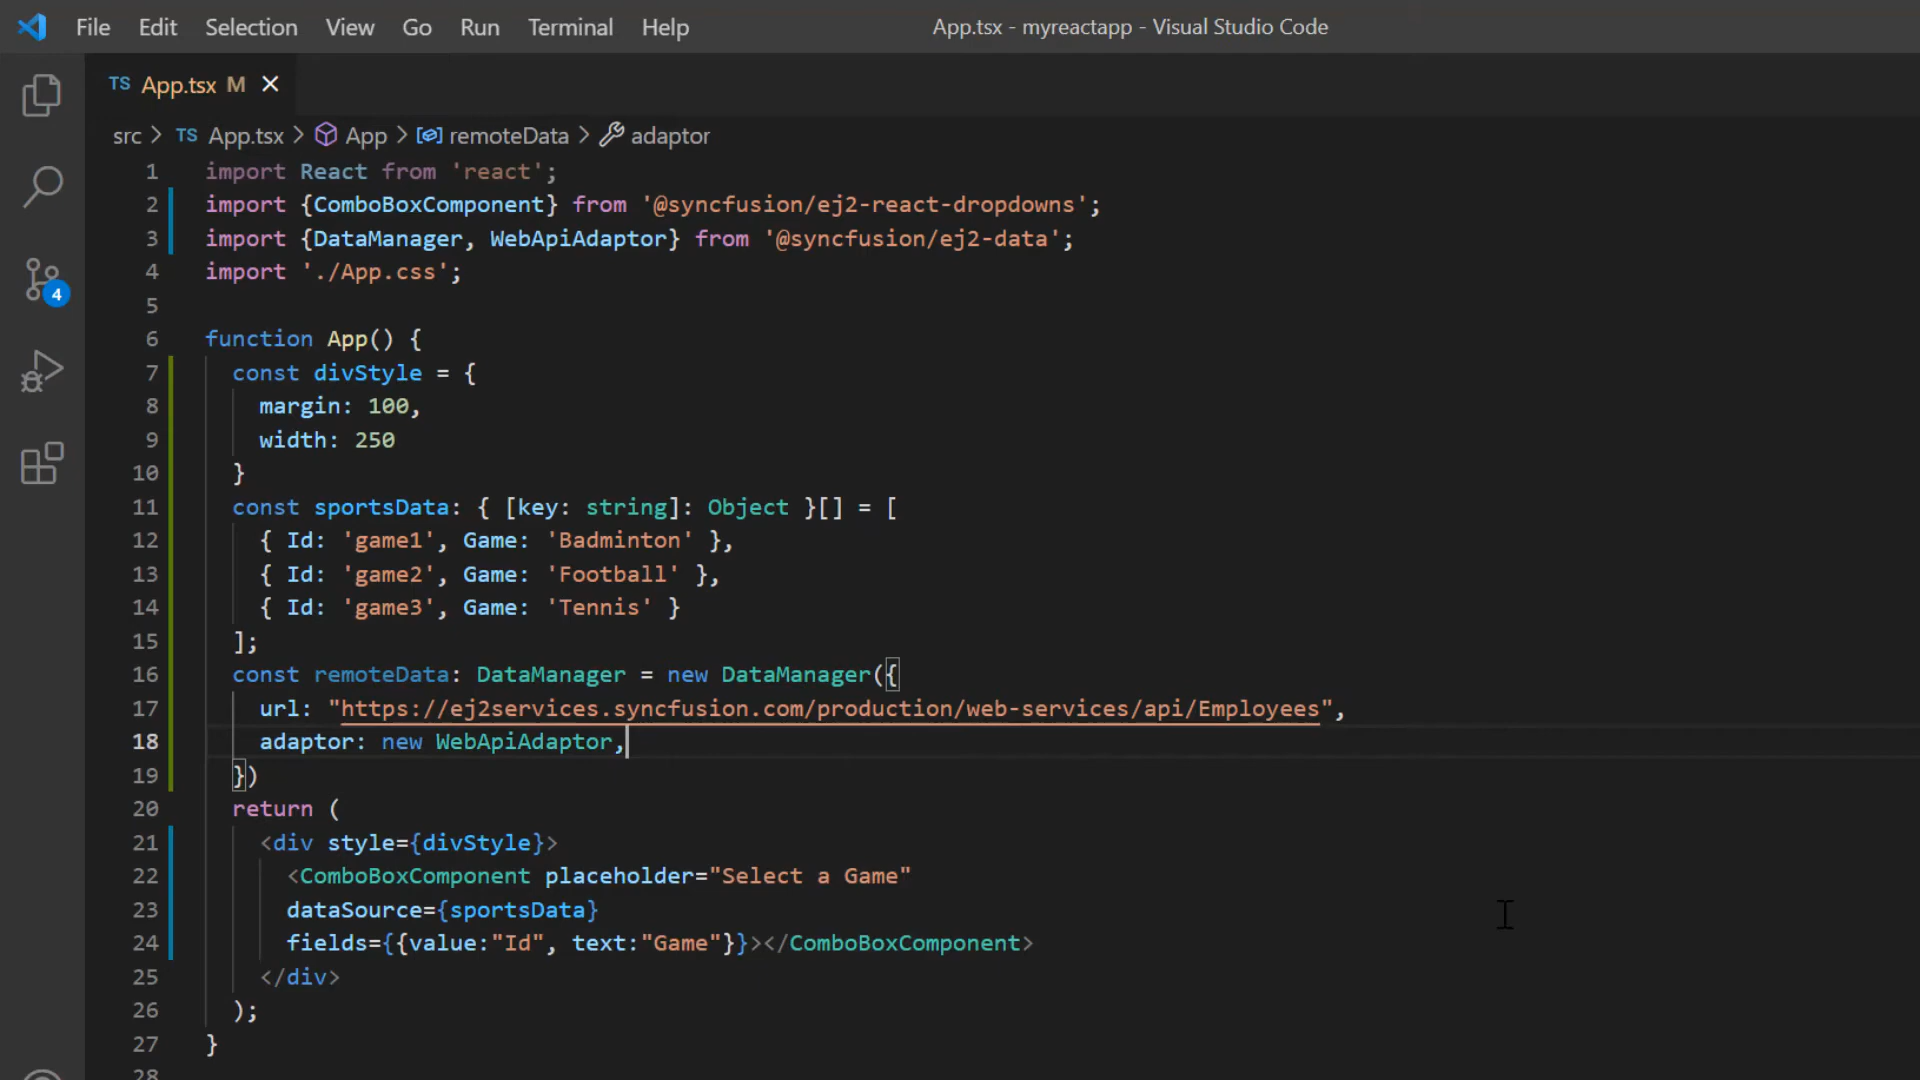 File Edit Selection View Go Run Terminal Help App.tsx - myreactapp - Visual Studio Code
TS App.tsx M
src > TS App.tsx > App > remoteData > adaptor
1 import React from 'react';
2 import {ComboBoxComponent} from '@syncfusion/ej2-react-dropdowns';
3 import {DataManager, WebApiAdaptor} from '@syncfusion/ej2-data';
4 import './App.css';
5
6 function App() {
7 const divStyle = {
8 margin: 100,
9 width: 250
10 }
11 const sportsData: { [key: string]: Object }[] = [
12 { Id: 'game1', Game: 'Badminton' },
13 { Id: 'game2', Game: 'Football' },
14 { Id: 'game3', Game: 'Tennis' }
15 ];
16 const remoteData: DataManager = new DataManager({
17 url: "https://ej2services.syncfusion.com/production/web-services/api/Employees",
18 adaptor: new WebApiAdaptor,
19 })
20 return (
21 <div style={divStyle}>
22 <ComboBoxComponent placeholder="Select a Game"
23 dataSource={sportsData}
24 fields={{value:"Id", text:"Game"}}></ComboBoxComponent>
25 </div>
26 );
27 }
28
4